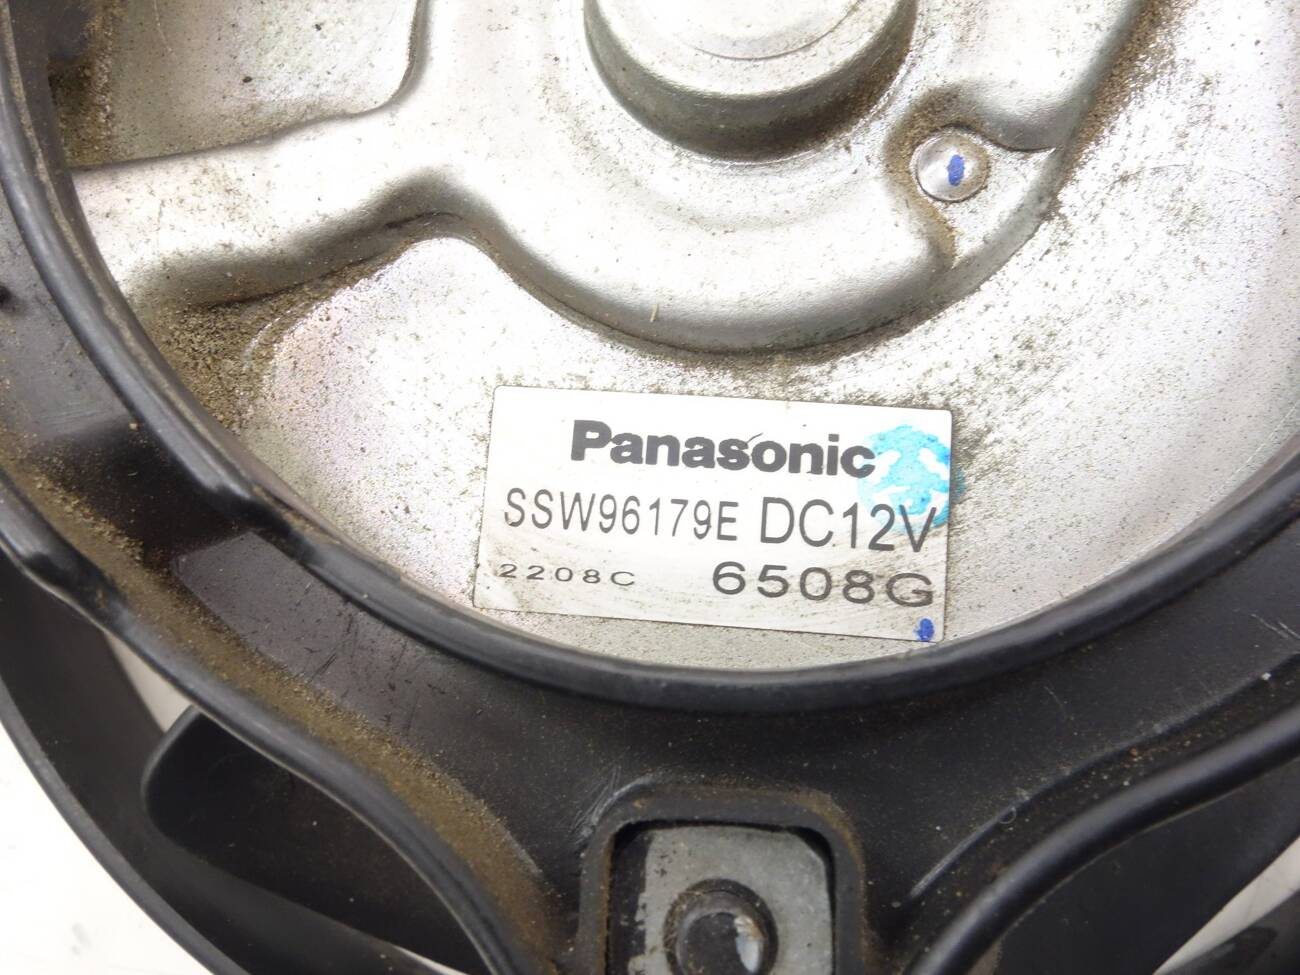 Panasonic
SSW96179E DC12V
2208C 6508G